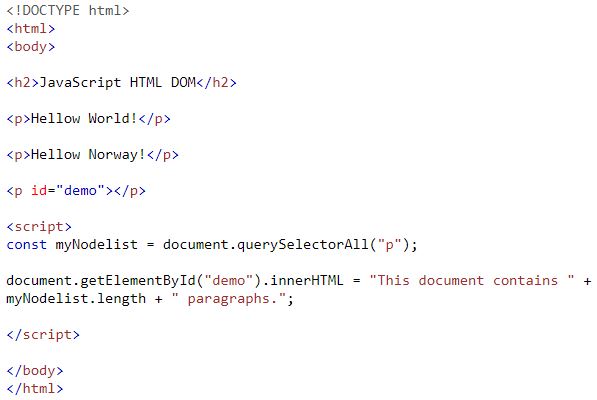 <!DOCTYPE html>
<html>
<body>
<h2>JavaScript HTML DOM</h2>
<p>Hellow World!</p>
<p>Hellow Norway!</p>
<p id="demo"></p>
<script>
const myNodelist = document.querySelectorAll("p");
document.getElementById("demo").innerHTML = "This document contains " +
myNodelist.length + " paragraphs.";
</script>
</body>
</html>